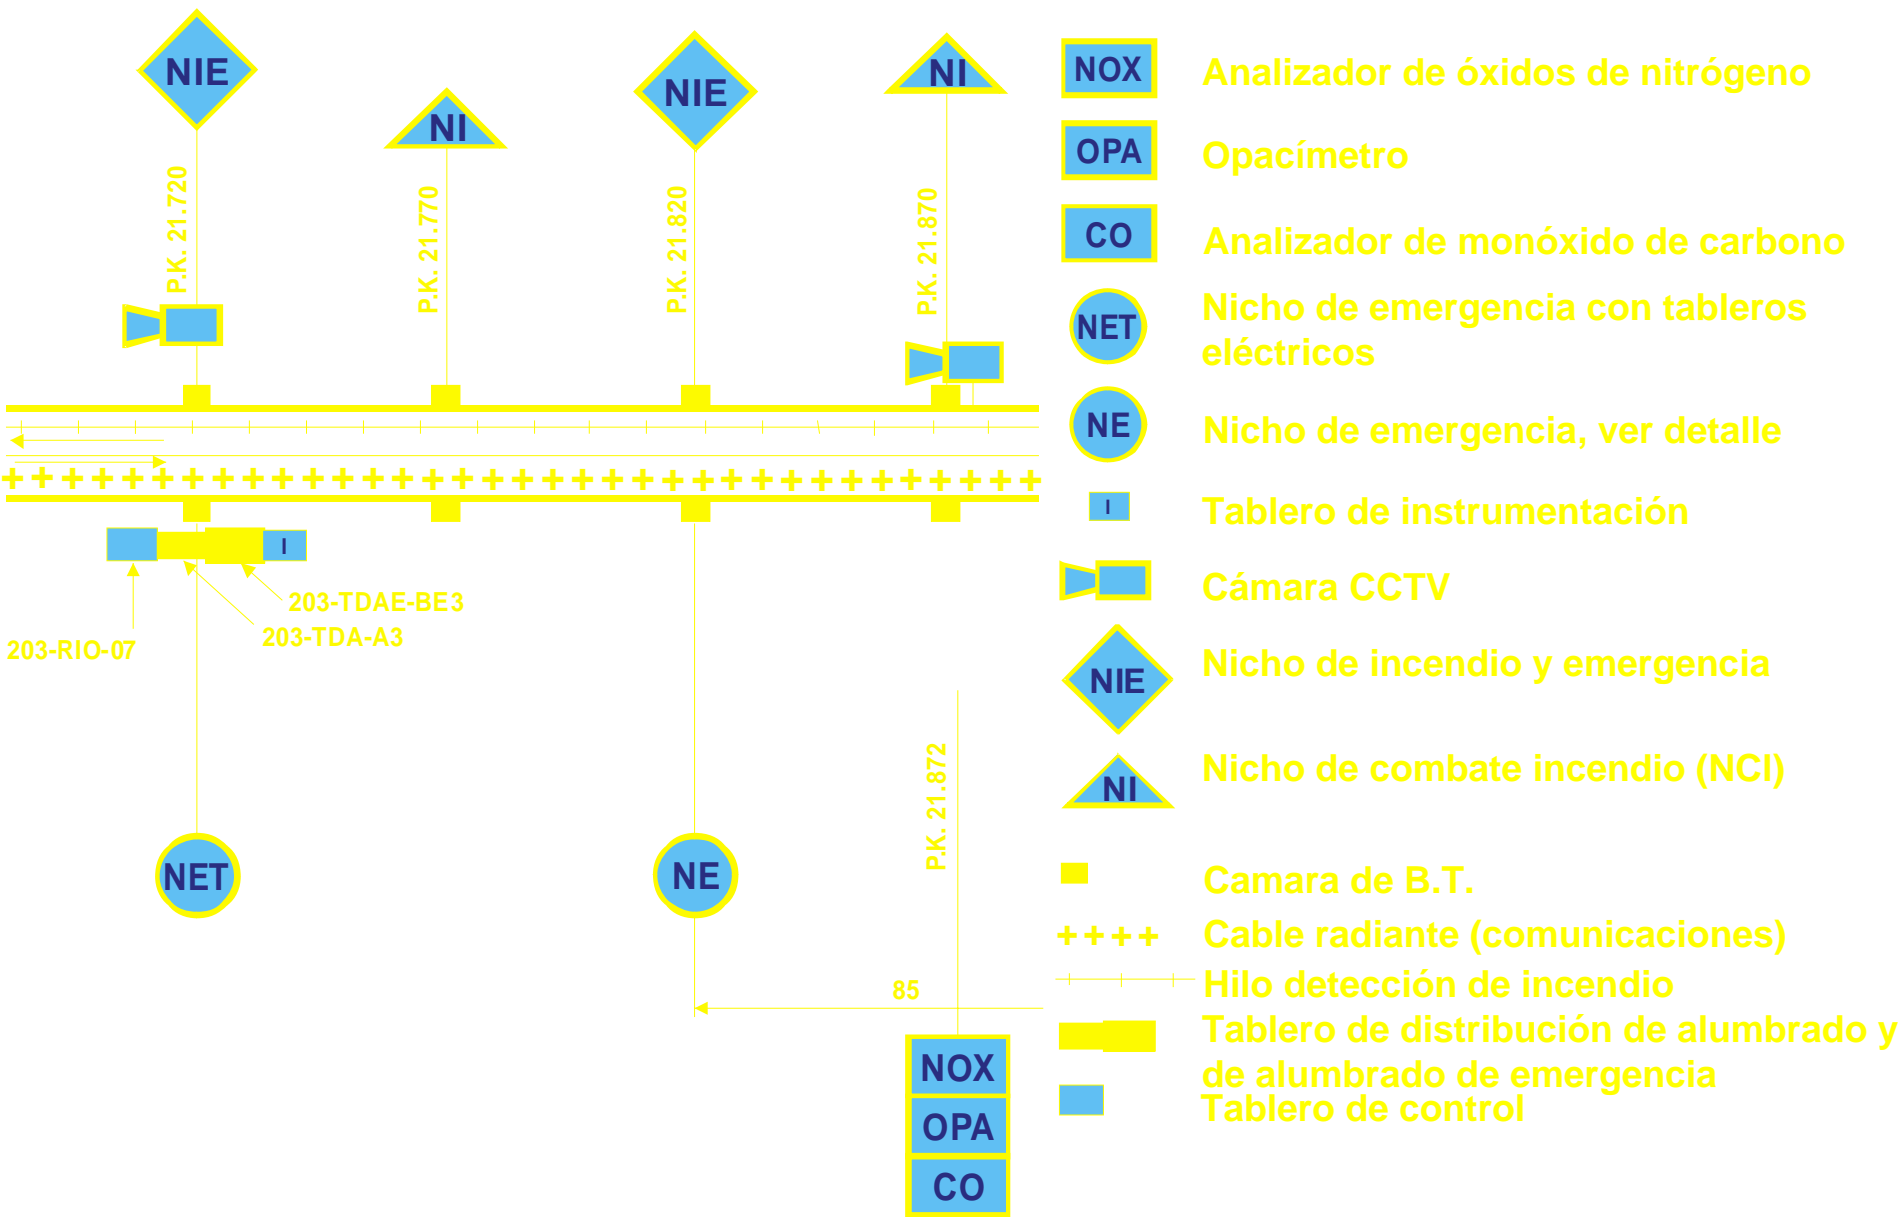 NIE
NI
NIE
NI
P.K. 21.720
P.K. 21.770
P.K. 21.820
P.K. 21.870
I
203-TDAE-BE3
203-TDA-A3
203-RIO-07
P.K. 21.872
NET
NE
85
NOX
OPA
CO
NOX Analizador de óxidos de nitrógeno
OPA Opacímetro
CO Analizador de monóxido de carbono
NET Nicho de emergencia con tableros
eléctricos
NE Nicho de emergencia, ver detalle
I Tablero de instrumentación
Cámara CCTV
NIE Nicho de incendio y emergencia
NI Nicho de combate incendio (NCI)
Camara de B.T.
Cable radiante (comunicaciones)
Hilo detección de incendio
Tablero de distribución de alumbrado y
de alumbrado de emergencia
Tablero de control